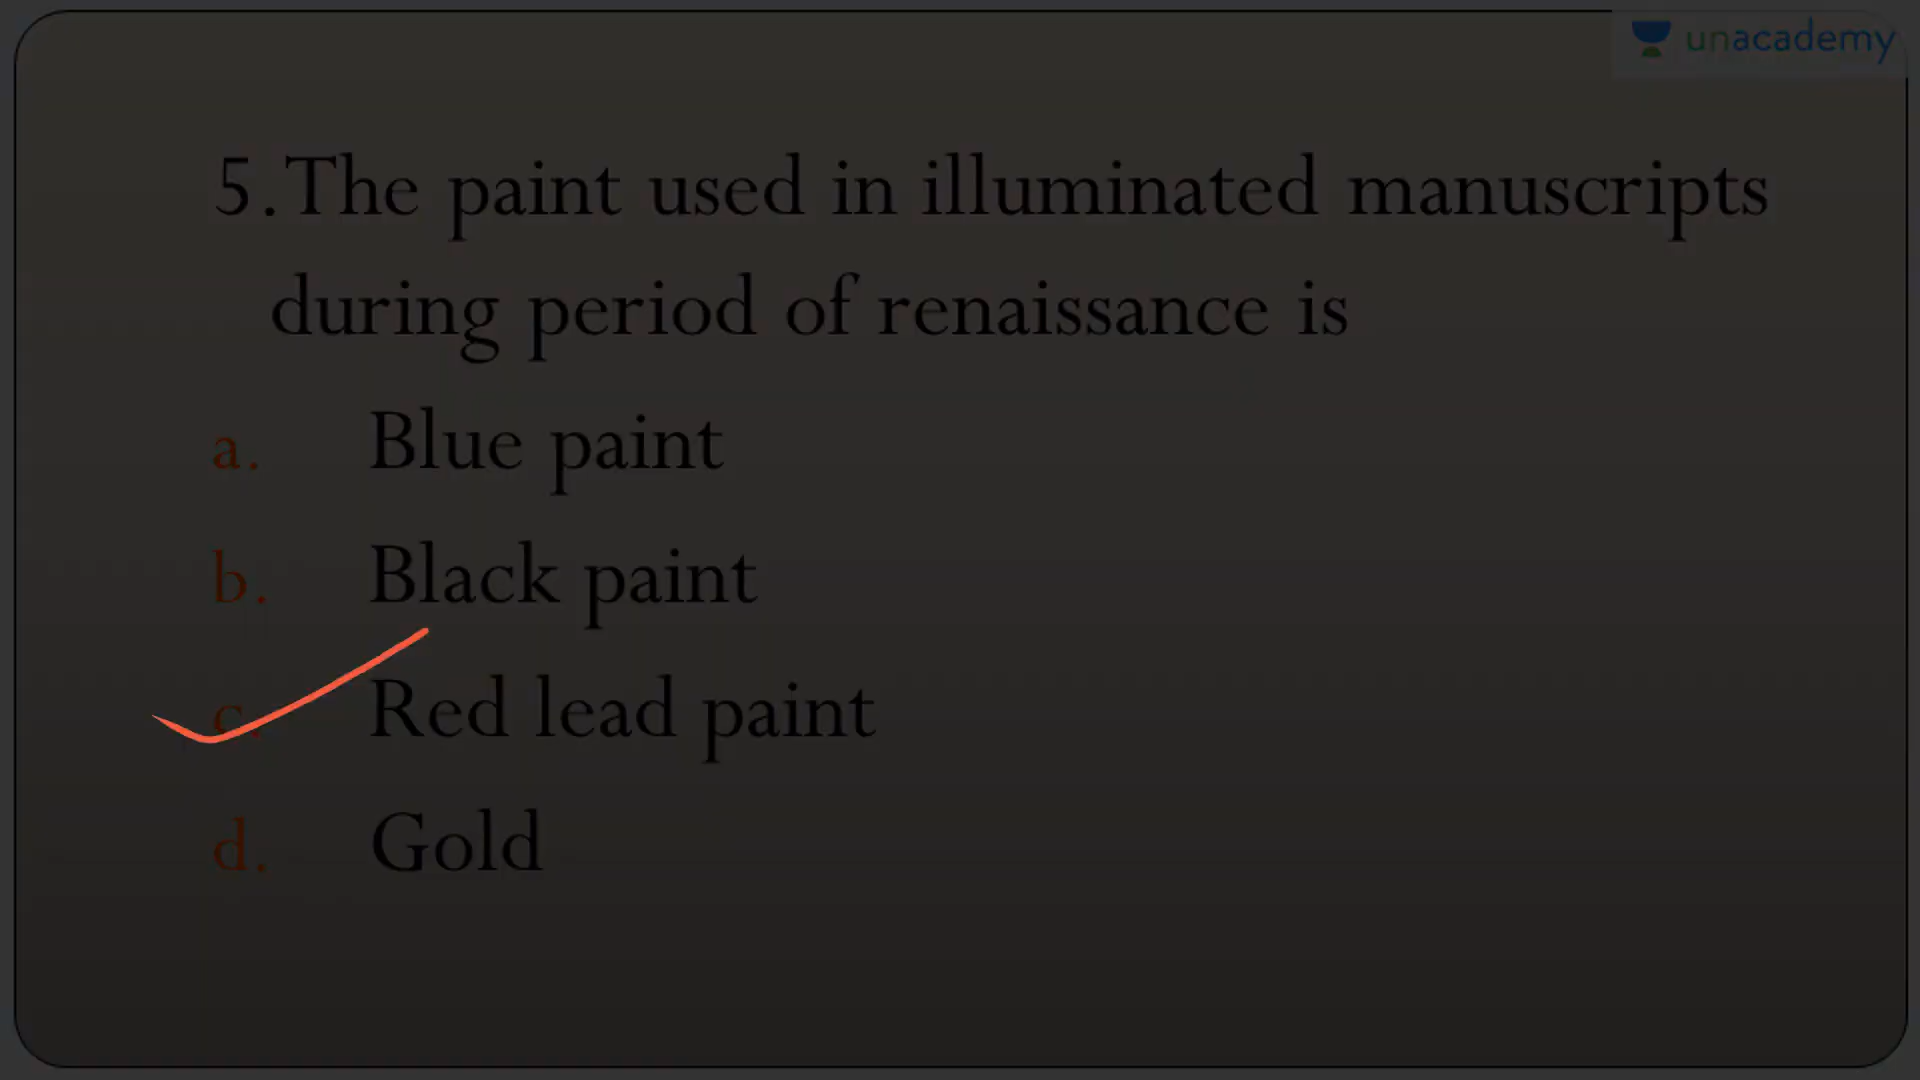 unacademy
5.The paint used in illuminated manuscripts
during period of renaissance is
a. Blue paint
b. Black paint
c. Red lead paint
d. Gold